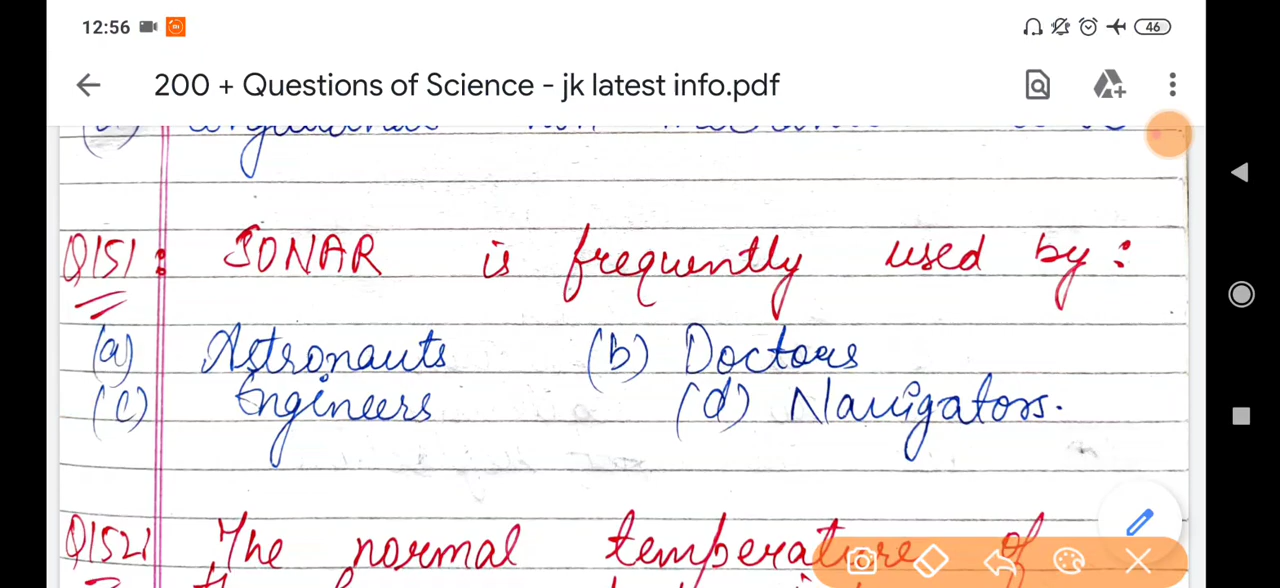 12:56
46
200 + Questions of Science - jk latest info.pdf
Q151: SONAR is frequently used by:
(a) Astronauts (b) Doctors
(c) Engineers (d) Navigators.
Q152: The normal temperature of